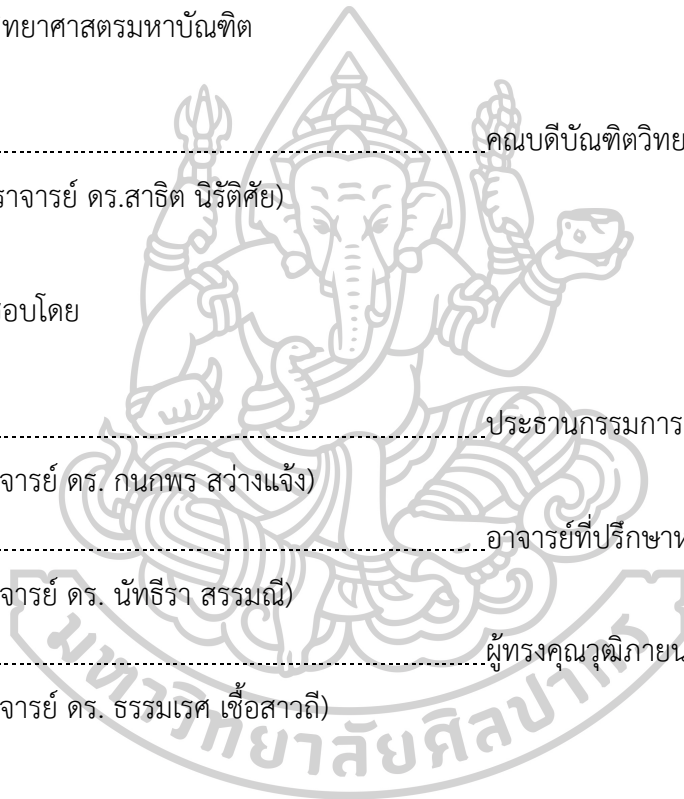 ทยาศาสตรมหาบัณฑิต
คณบดีบัณฑิตวิทย
ราจารย์ ดร.สาธิต นิรัติศัย)
อบโดย
ประธานกรรมการ
จารย์ ดร. กนกพร สว่างแจ้ง)
อาจารย์ที่ปรึกษาห
จารย์ ดร. นัทธีรา สรรมณี)
ผู้ทรงคุณวุฒิภายน
จารย์ ดร. ธรรมเรศ เชื้อสาวถี)
มหาวิทยาลัยศิลปากร